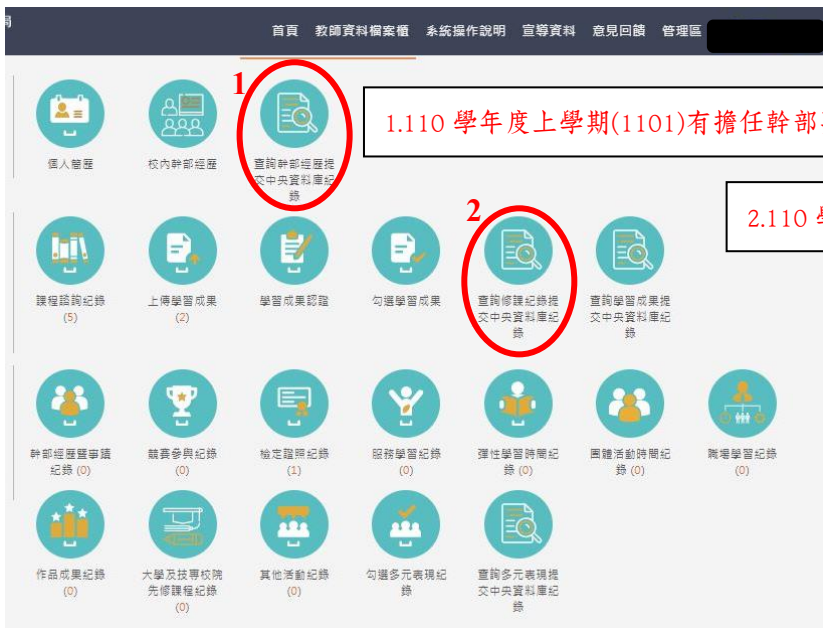 局
首頁 教師資料檔案櫃 系統操作說明 宣導資料 意見回饋 管理區
1
1.110 學年度上學期(1101)有擔任幹部
個人簡歷
校內幹部經歷
查詢幹部經歷提
交中央資料庫紀
錄
2
2.110
課程諮詢紀錄
(5)
上傳學習成果
(2)
學習成果認證
勾選學習成果
查詢修課紀錄提
交中央資料庫紀
錄
查詢學習成果提
交中央資料庫紀
錄
幹部經歷暨事蹟
紀錄 (0)
競賽參與紀錄
(0)
檢定證照紀錄
(1)
服務學習紀錄
(0)
彈性學習時間紀
錄 (0)
團體活動時間紀
錄 (0)
職場學習紀錄
(0)
作品成果紀錄
(0)
大學及技專校院
先修課程紀錄
(0)
其他活動紀錄
(0)
勾選多元表現紀
錄
查詢多元表現提
交中央資料庫紀
錄